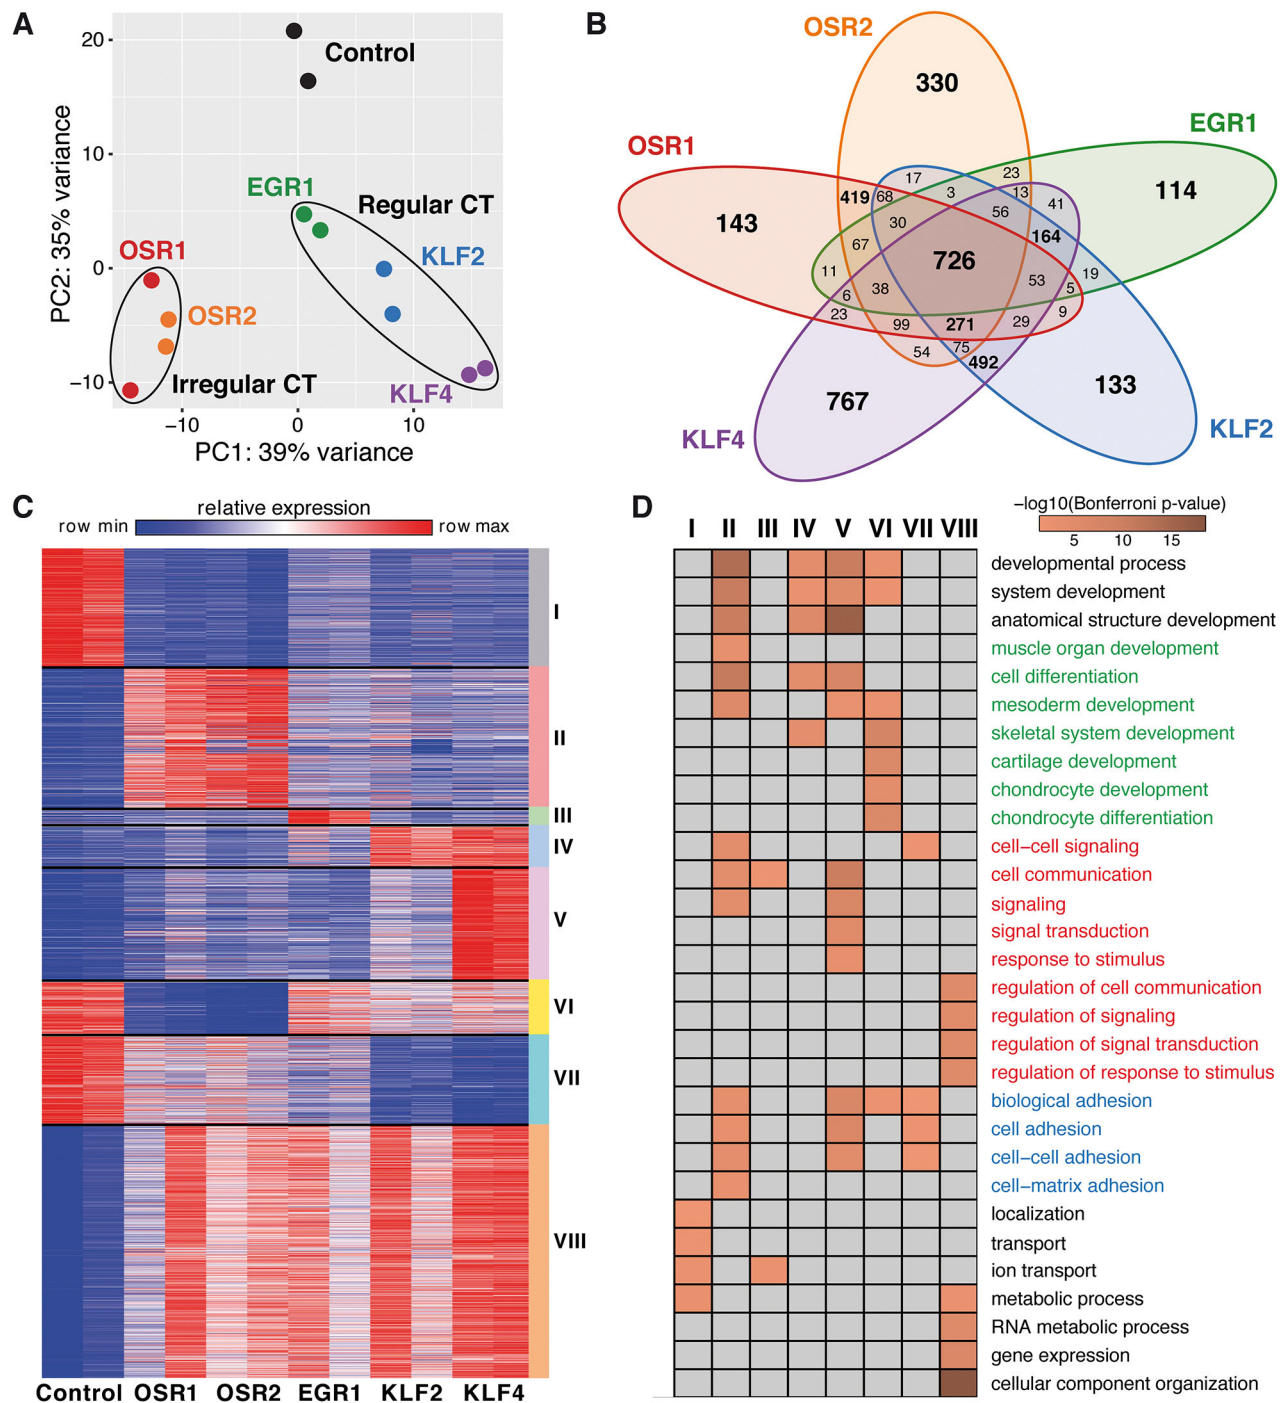 A
20
10
0
−10
PC2: 35% variance
Control
EGR1
Regular CT
KLF2
OSR1
OSR2
Irregular CT
KLF4
−10
0
10
PC1: 39% variance
B
OSR2
EGR1
OSR1
KLF4
KLF2
330
114
143
767
133
17
23
3
13
41
419
68
56
30
164
67
726
11
19
53
38
5
6
23
9
99
271
29
54
75
492
C
relative expression
row min
row max
I
II
III
IV
V
VI
VII
VIII
Control OSR1 OSR2 EGR1 KLF2 KLF4
D
−log10(Bonferroni p-value)
5 10 15
I II III IV V VI VII VIII
developmental process
system development
anatomical structure development
muscle organ development
cell differentiation
mesoderm development
skeletal system development
cartilage development
chondrocyte development
chondrocyte differentiation
cell−cell signaling
cell communication
signaling
signal transduction
response to stimulus
regulation of cell communication
regulation of signaling
regulation of signal transduction
regulation of response to stimulus
biological adhesion
cell adhesion
cell−cell adhesion
cell−matrix adhesion
localization
transport
ion transport
metabolic process
RNA metabolic process
gene expression
cellular component organization